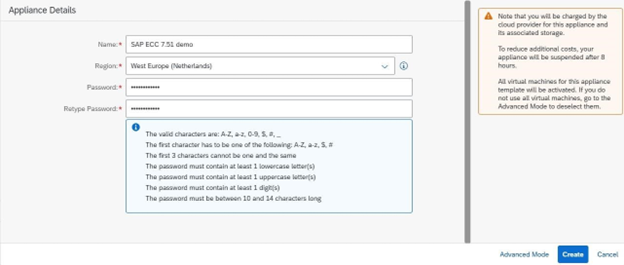 Appliance Details
Name:*
SAP ECC 7.51 demo
Region:*
West Europe (Netherlands)
Password:*
••••••••••••
Retype Password:*
••••••••••••
The valid characters are: A-Z, a-z, 0-9, $, #, _
The first character has to be one of the following: A-Z, a-z, $, #
The first 3 characters cannot be one and the same
The password must contain at least 1 lowercase letter(s)
The password must contain at least 1 uppercase letter(s)
The password must contain at least 1 digit(s)
The password must be between 10 and 14 characters long
Note that you will be charged by the
cloud provider for this appliance and
its associated storage.
To reduce additional costs, your
appliance will be suspended after 8
hours.
All virtual machines for this appliance
template will be activated. If you do
not use all virtual machines, go to the
Advanced Mode to deselect them.
Advanced Mode
Create
Cancel